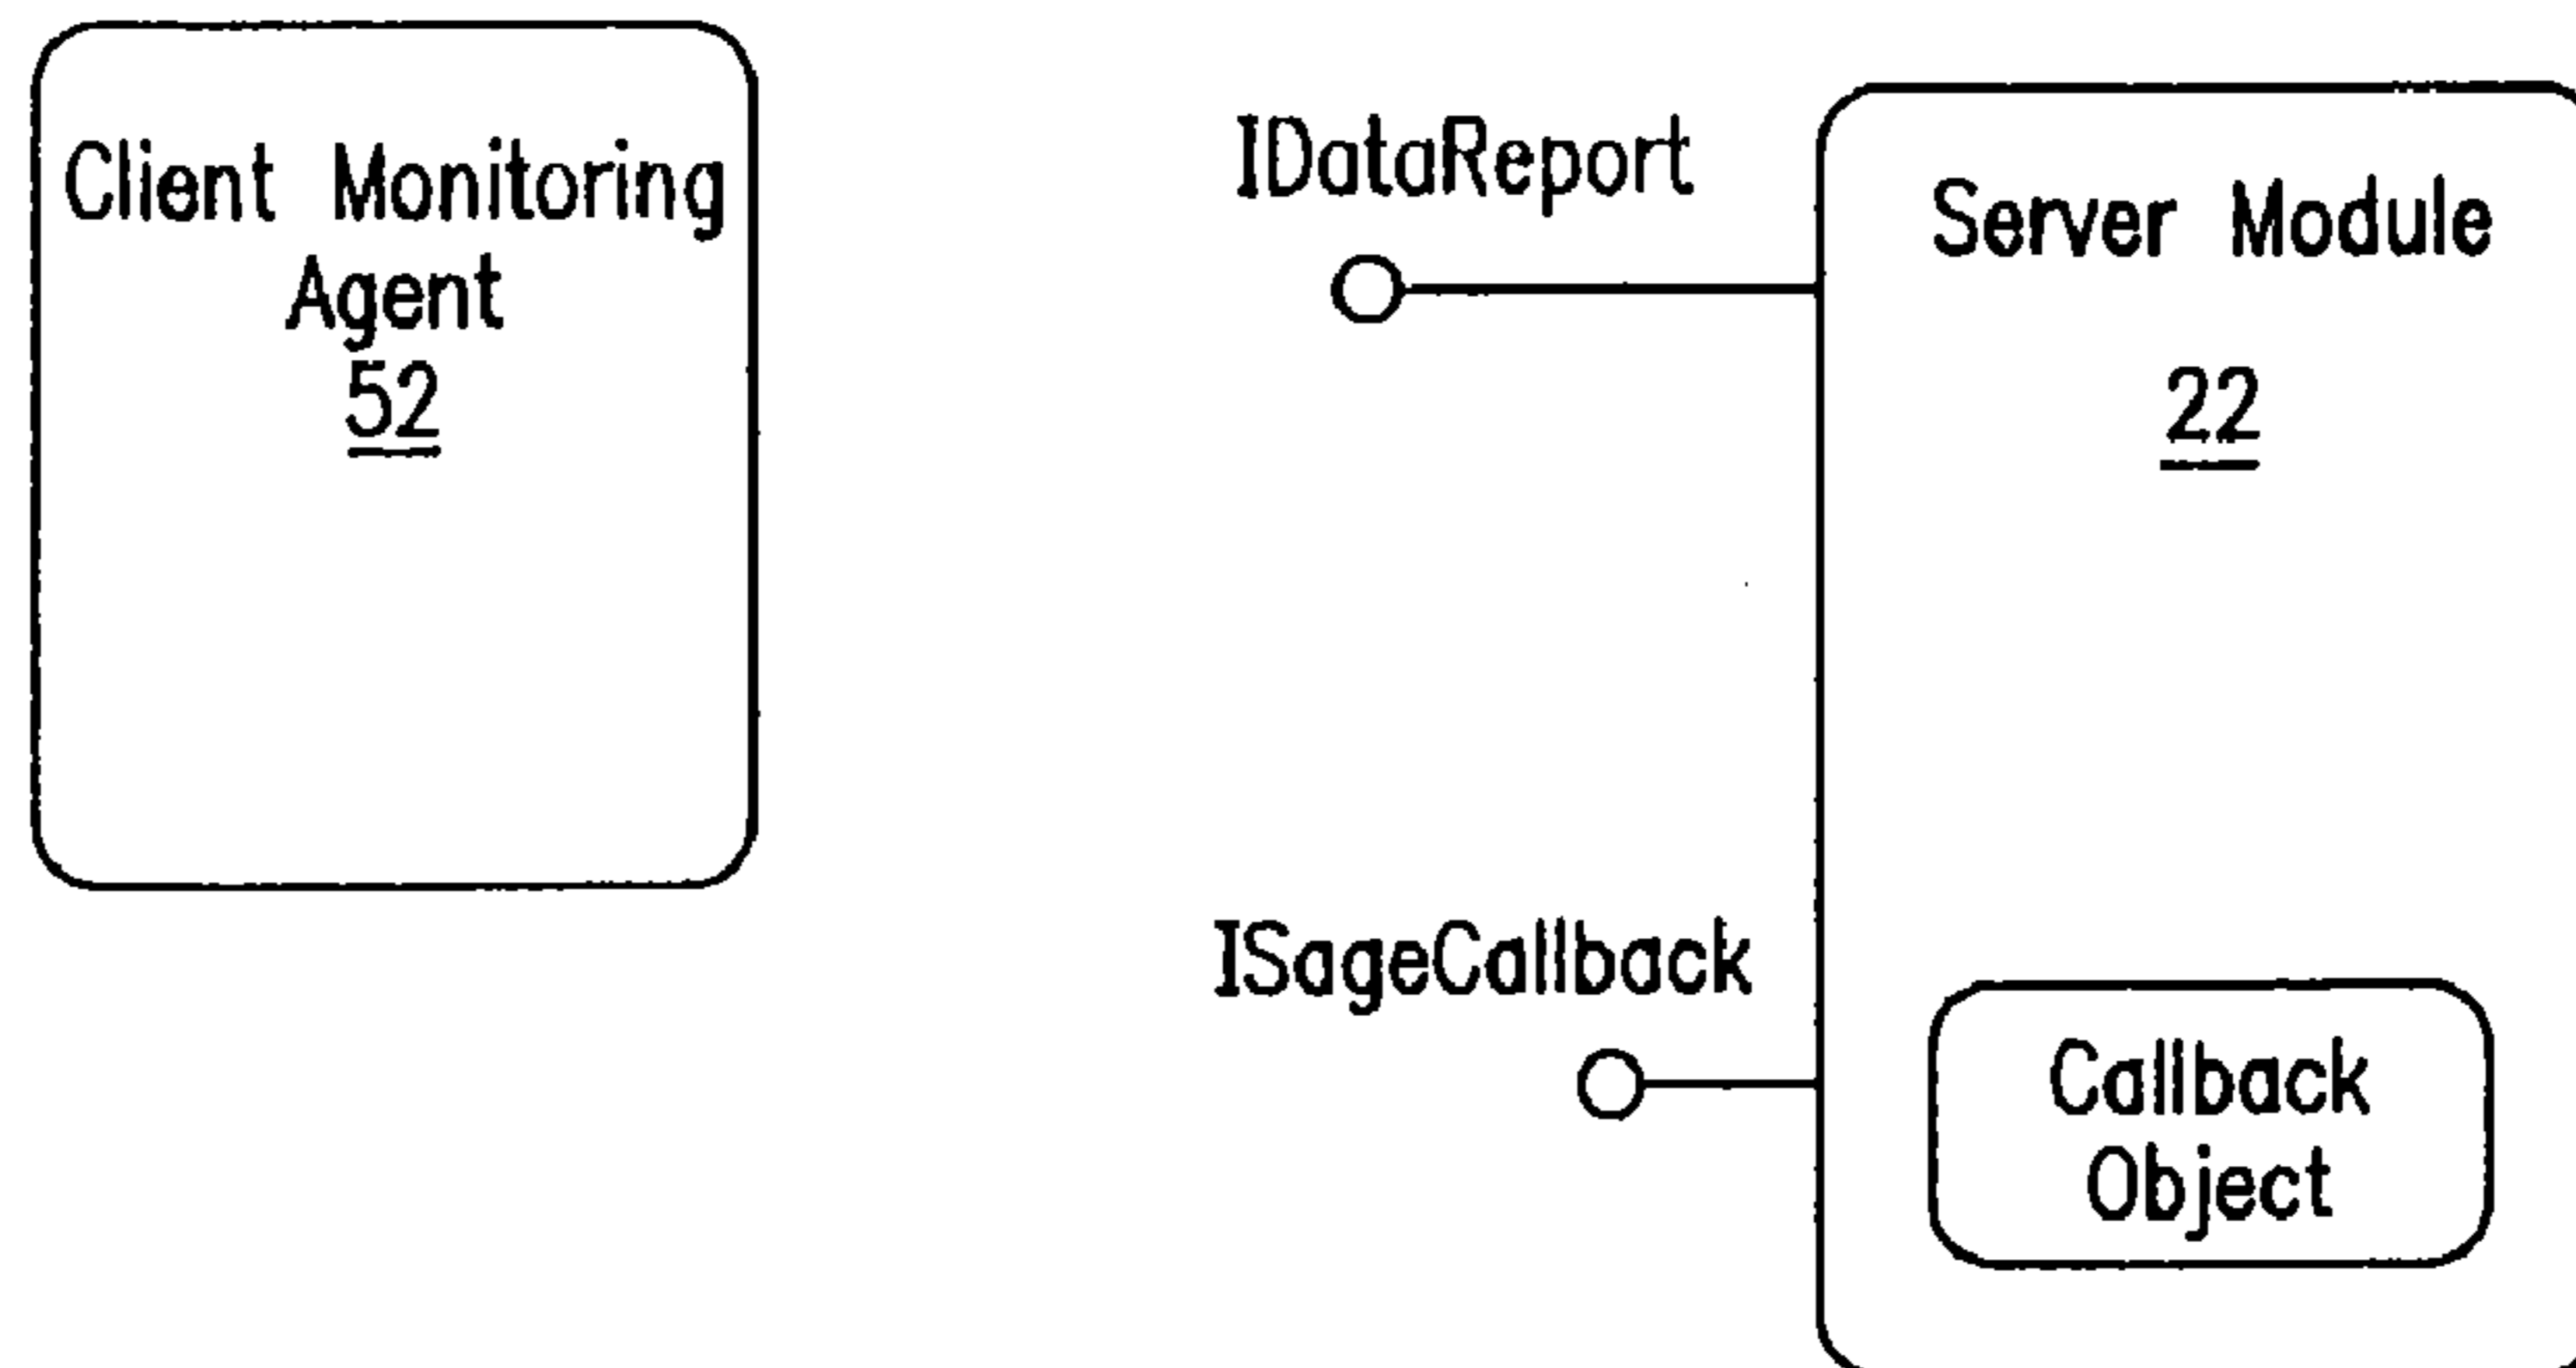 Client Monitoring
Agent
52
IDataReport
Server Module
22
ISageCallback
Callback
Object